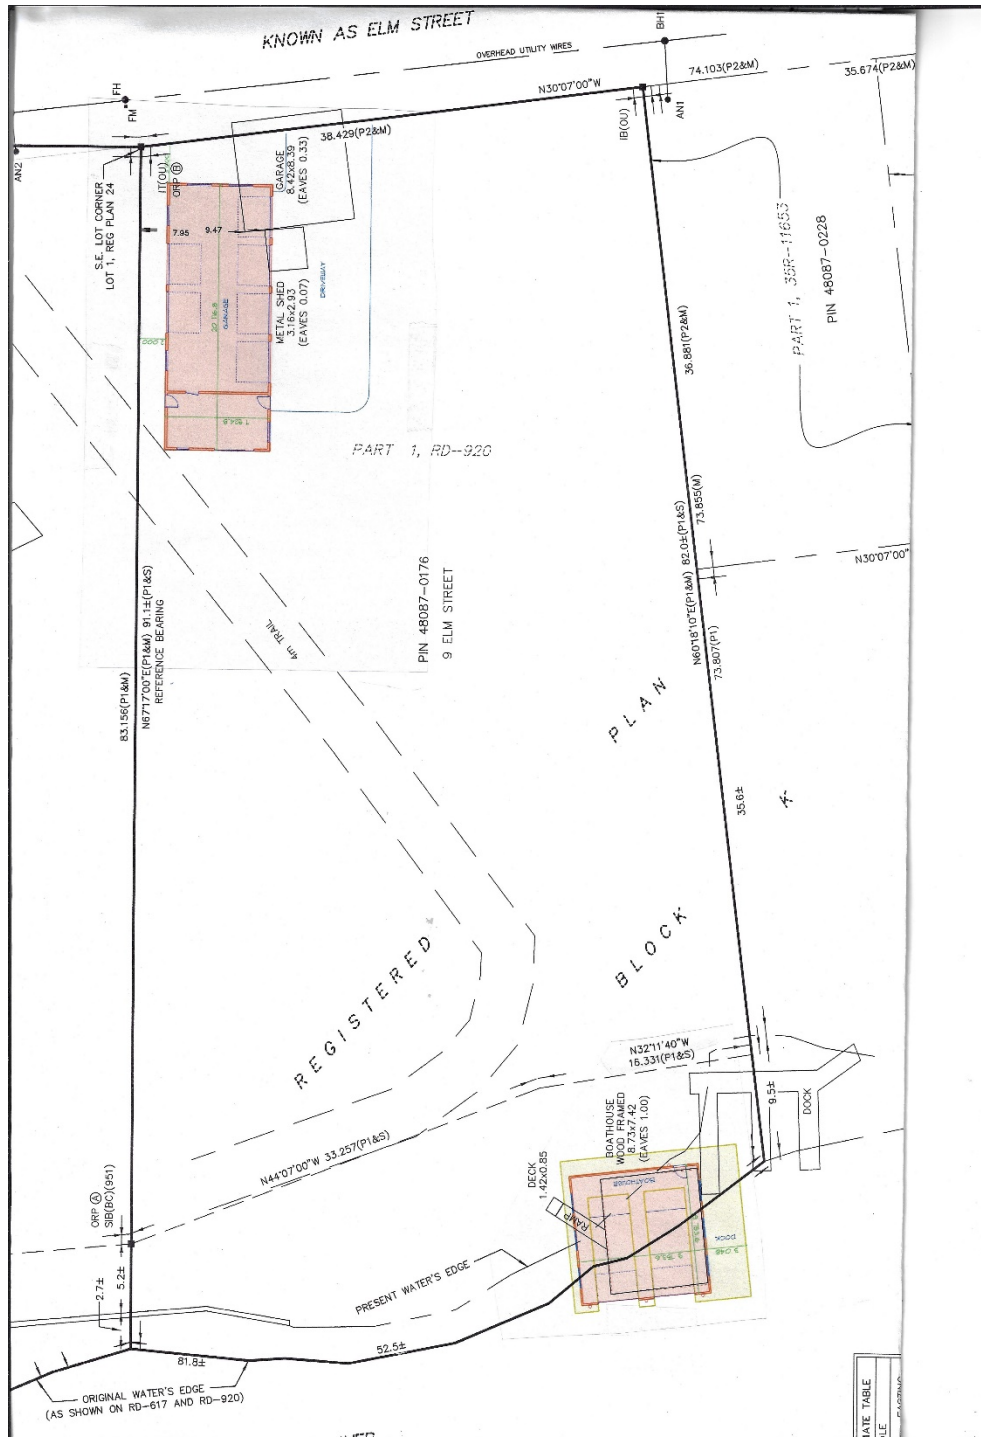 KNOWN AS ELM STREET
OVERHEAD UTILITY WIRES
BH1
FH
FM
AN2
N30°07'00"W
74.103(P2&M)
35.674(P2&M)
38.429(P2&M)
IB(OU)
AN1
S.E. LOT CORNER
LOT 1, REG PLAN 24
IT(OU)
ORP Ⓑ
GARAGE
8.42x8.39
(EAVES 0.33)
7.95
9.47
METAL SHED
3.16x2.93
(EAVES 0.07)
DRIVEWAY
GARAGE
PART 1, 35R-11653
PIN 48087-0228
36.881(P2&M)
PART 1, RD-920
PIN 48087-0176
9 ELM STREET
4m TRAIL
83.156(P1&M)
N67°17'00"E(P1&M) 91.1±(P1&S)
REFERENCE BEARING
N60°18'10"E(P1&M) 82.0±(P1&S)
73.855(M)
73.807(P1)
N30°07'00"
35.6±
REGISTERED
PLAN
BLOCK
4
N32°11'40"W
16.331(P1&S)
N44°07'00"W 33.257(P1&S)
9.5±
DOCK
BOATHOUSE
WOOD FRAMED
8.73x7.42
(EAVES 1.00)
DECK
1.42x0.85
RAMP
BOATHOUSE
DOCK
3.048
ORP Ⓐ
SIB(BC)(951)
2.7±
5.2±
PRESENT WATER'S EDGE
52.5±
81.8±
ORIGINAL WATER'S EDGE
(AS SHOWN ON RD-617 AND RD-920)